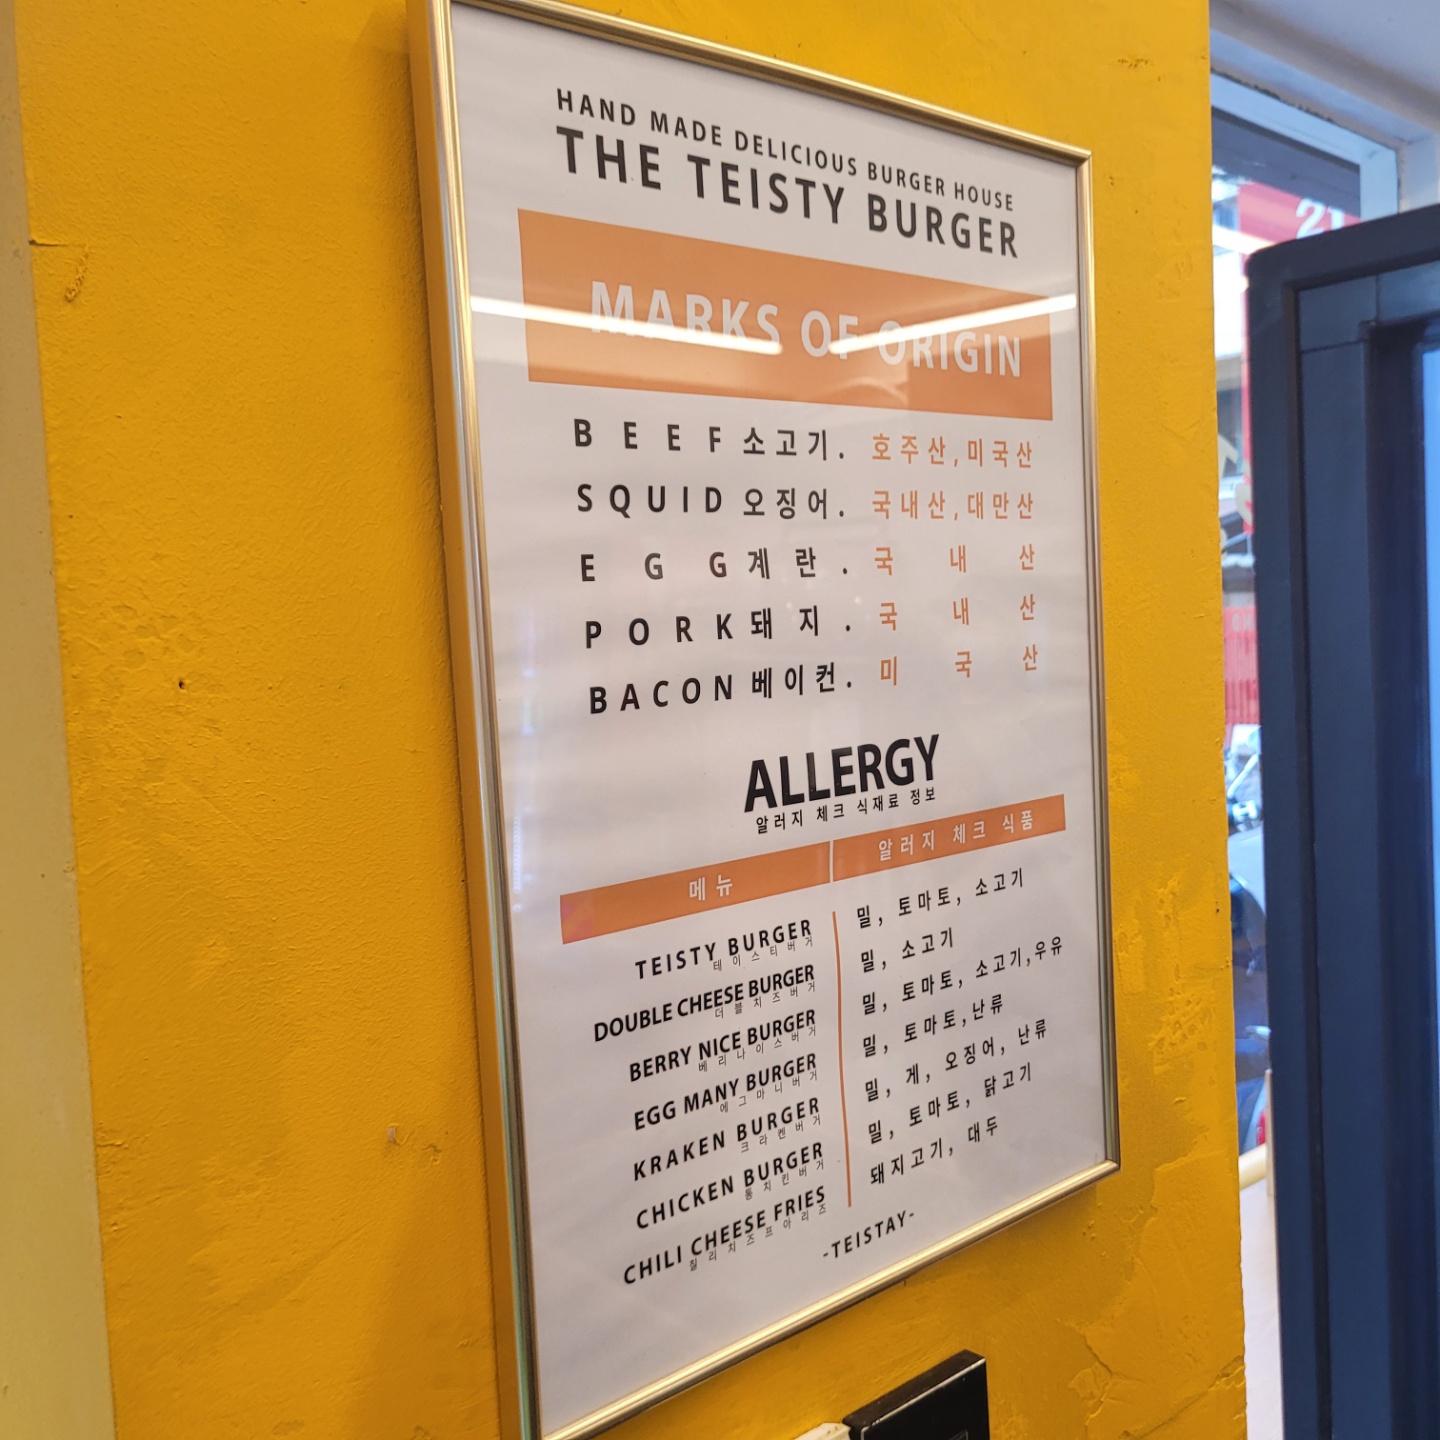 HAND MADE DELICIOUS BURGER HOUSE
THE TEISTY BURGER
MARKS OF ORIGIN
BEEF 소고기. 호주산,미국산
SQUID 오징어. 국내산,대만산
EGG 계란. 국내산
PORK 돼지. 국내산
BACON 베이컨. 미국산
ALLERGY
알러지 체크 식재료 정보
메뉴 알러지 체크 식품
TEISTY BURGER 밀, 토마토, 소고기
테이스티버거
DOUBLE CHEESE BURGER 밀, 소고기
더블치즈버거
BERRY NICE BURGER 밀, 토마토, 소고기,우유
베리나이스버거
EGG MANY BURGER 밀, 토마토,난류
에그마니버거
KRAKEN BURGER 밀, 게, 오징어, 난류
크라켄버거
CHICKEN BURGER 밀, 토마토, 닭고기
통치킨버거
CHILI CHEESE FRIES 돼지고기, 대두
칠리치즈프라이즈
-TEISTAY-
21